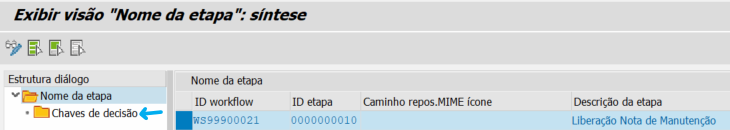 Exibir visão "Nome da etapa": síntese
Estrutura diálogo
Nome da etapa
Chaves de decisão
Nome da etapa
ID workflow ID etapa Caminho repos.MIME ícone Descrição da etapa
WS99900021 0000000010 Liberação Nota de Manutenção